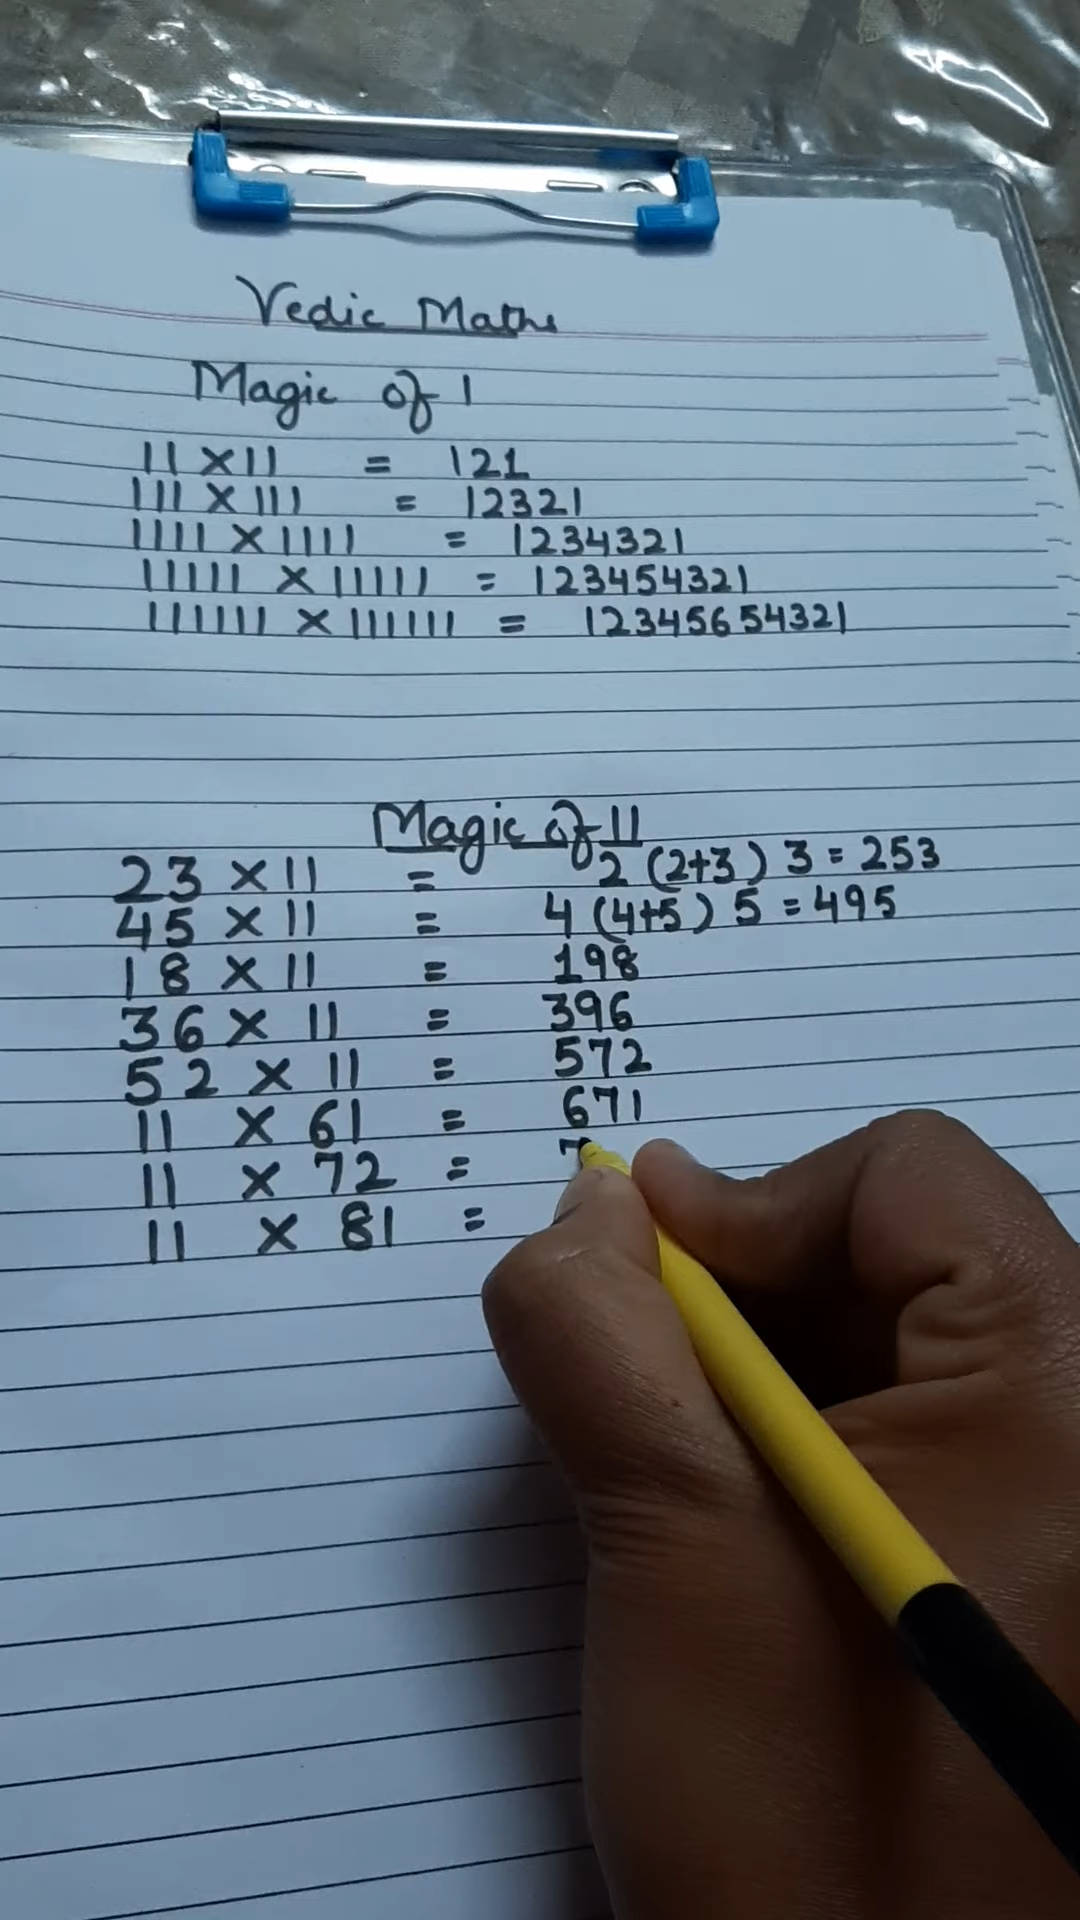 Vedic Maths
Magic of 1
11 × 11 = 121
111 × 111 = 12321
1111 × 1111 = 1234321
11111 × 11111 = 123454321
111111 × 111111 = 12345654321
Magic of 11
23 × 11 = 2 (2+3) 3 = 253
45 × 11 = 4 (4+5) 5 = 495
18 × 11 = 198
36 × 11 = 396
52 × 11 = 572
11 × 61 = 671
11 × 72 = 7
11 × 81 =